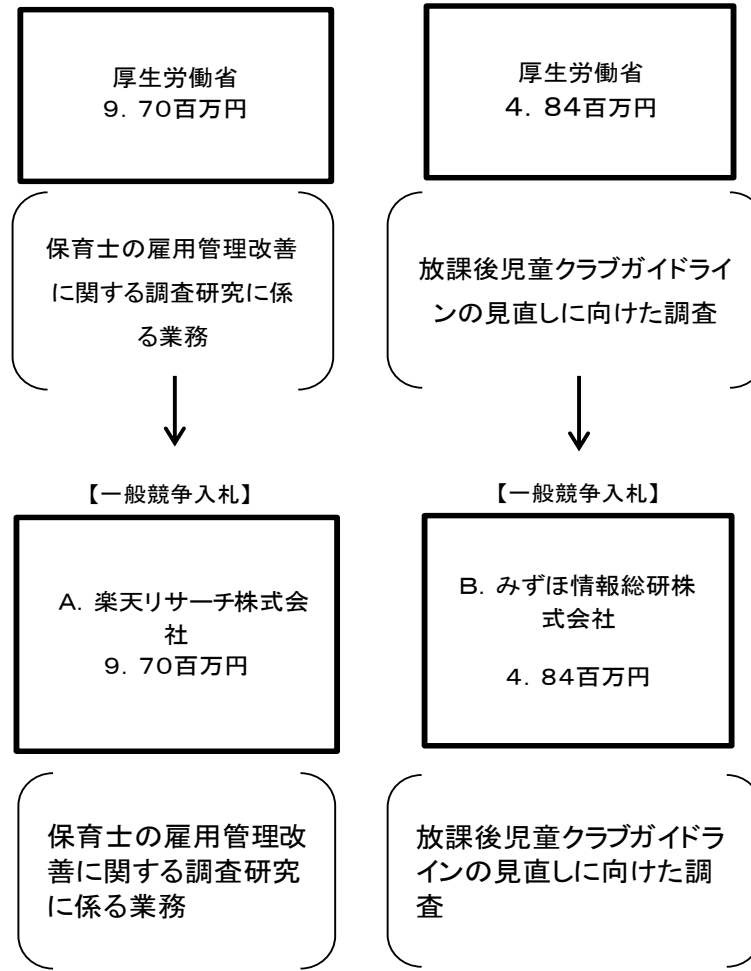 厚生労働省
9．70百万円
保育士の雇用管理改善
に関する調査研究に係
る業務
【一般競争入札】
A．楽天リサーチ株式会
社
9．70百万円
保育士の雇用管理改
善に関する調査研究
に係る業務
厚生労働省
4．84百万円
放課後児童クラブガイドライ
ンの見直しに向けた調査
【一般競争入札】
B．みずほ情報総研株
式会社
4．84百万円
放課後児童クラブガイドラ
インの見直しに向けた調
査